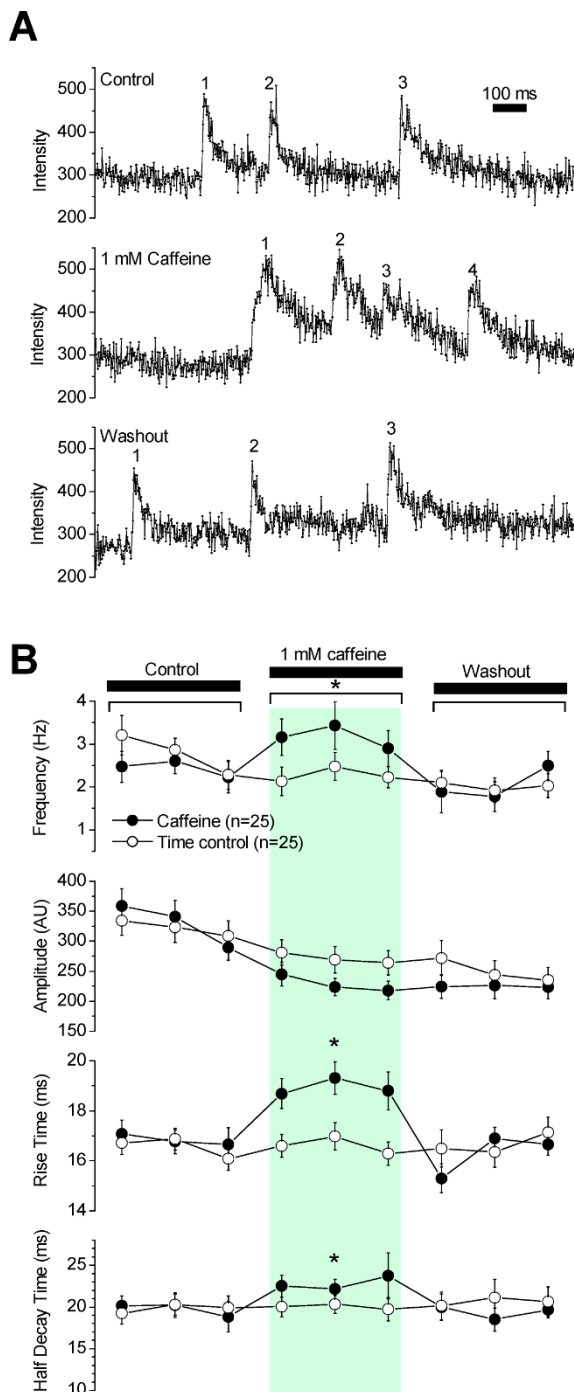 A
Control
1
2
3
100 ms
500
400
300
200
Intensity
1 mM Caffeine
1
2
3
4
500
400
300
200
Intensity
Washout
1
2
3
500
400
300
200
Intensity
B
Control
1 mM caffeine
Washout
*
4
3
2
1
Frequency (Hz)
Caffeine (n=25)
Time control (n=25)
400
350
300
250
200
150
Amplitude (AU)
*
20
18
16
14
Rise Time (ms)
*
25
20
15
10
Half Decay Time (ms)